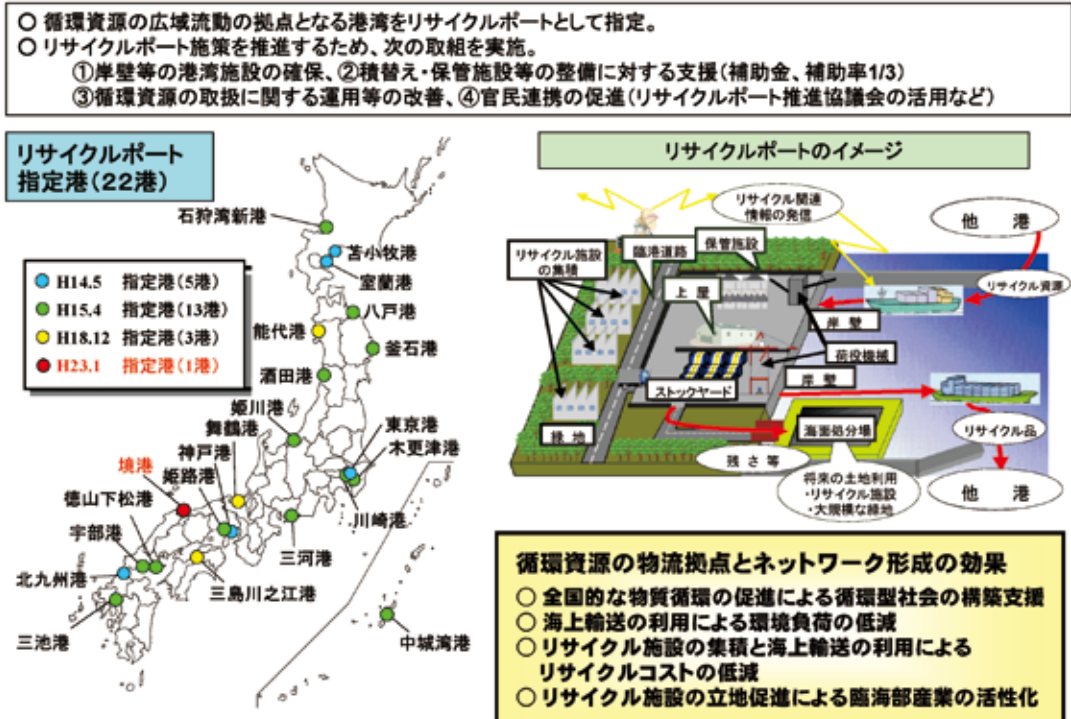 ○ 循環資源の広域流動の拠点となる港湾をリサイクルポートとして指定。
○ リサイクルポート施策を推進するため、次の取組を実施。
①岸壁等の港湾施設の確保、②積替え・保管施設等の整備に対する支援(補助金、補助率1/3)
③循環資源の取扱に関する運用等の改善、④官民連携の促進(リサイクルポート推進協議会の活用など)
リサイクルポート
指定港(22港)
H14.5 指定港(5港)
H15.4 指定港(13港)
H18.12 指定港(3港)
H23.1 指定港(1港)
石狩湾新港
苫小牧港
室蘭港
八戸港
能代港
釜石港
酒田港
姫川港
舞鶴港
東京港
神戸港
木更津港
境港
姫路港
徳山下松港
川崎港
宇部港
三河港
北九州港
三島川之江港
三池港
中城湾港
リサイクルポートのイメージ
リサイクル関連
情報の発信
他 港
リサイクル施設
の集積
臨港道路
保管施設
上屋
リサイクル資源
岸 壁
荷役機械
岸 壁
ストックヤード
緑 地
海面処分場
リサイクル品
残さ等
将来の土地利用
・リサイクル施設
・大規模な緑地
他 港
循環資源の物流拠点とネットワーク形成の効果
○ 全国的な物質循環の促進による循環型社会の構築支援
○ 海上輸送の利用による環境負荷の低減
○ リサイクル施設の集積と海上輸送の利用による
リサイクルコストの低減
○ リサイクル施設の立地促進による臨海部産業の活性化